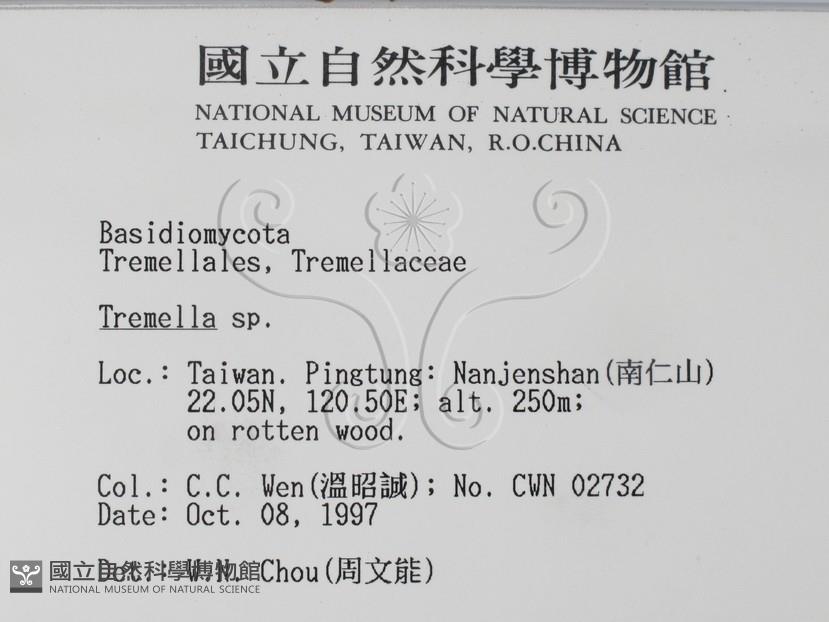 國立自然科學博物館
NATIONAL MUSEUM OF NATURAL SCIENCE
TAICHUNG, TAIWAN, R.O.CHINA
Basidiomycota
Tremellales, Tremellaceae
Tremella sp.
Loc.: Taiwan. Pingtung: Nanjenshan(南仁山)
22.05N, 120.50E; alt. 250m;
on rotten wood.
Col.: C.C. Wen(溫昭誠); No. CWN 02732
Date: Oct. 08, 1997
Det.: W.N. Chou(周文能)
國立自然科學博物館
NATIONAL MUSEUM OF NATURAL SCIENCE